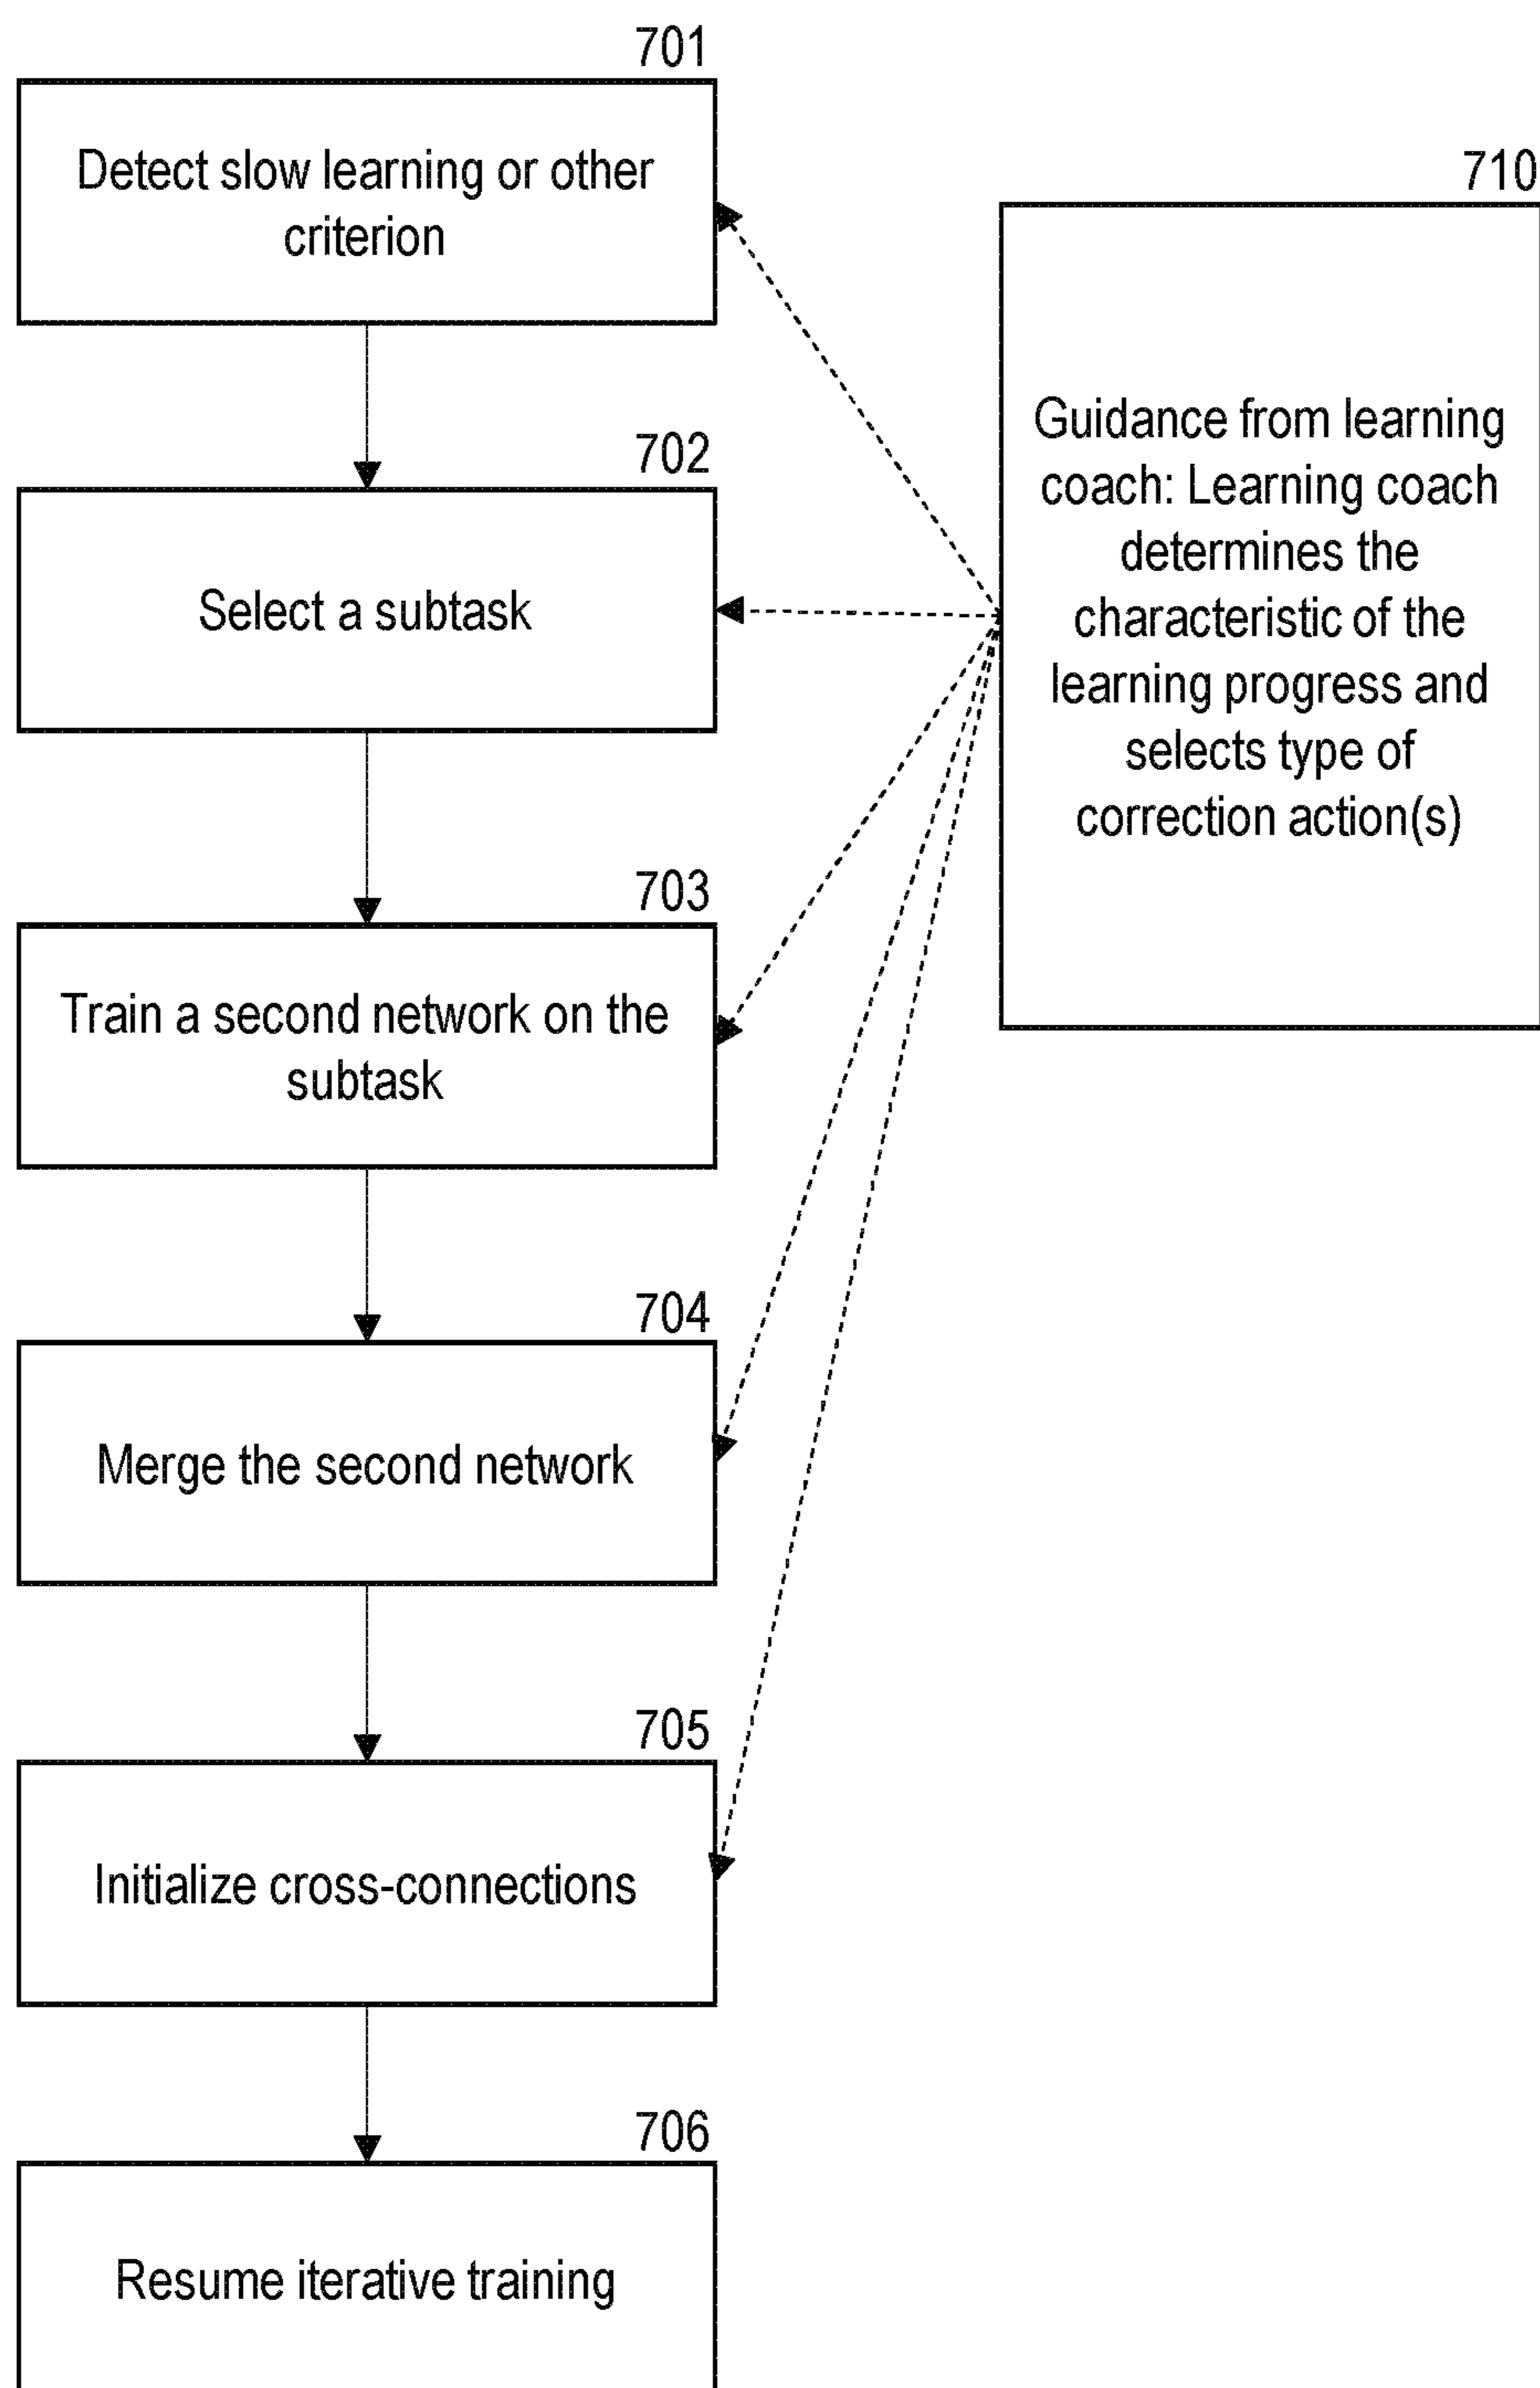 701
Detect slow learning or other
criterion
702
Select a subtask
703
Train a second network on the
subtask
704
Merge the second network
705
Initialize cross-connections
706
Resume iterative training
710
Guidance from learning
coach: Learning coach
determines the
characteristic of the
learning progress and
selects type of
correction action(s)